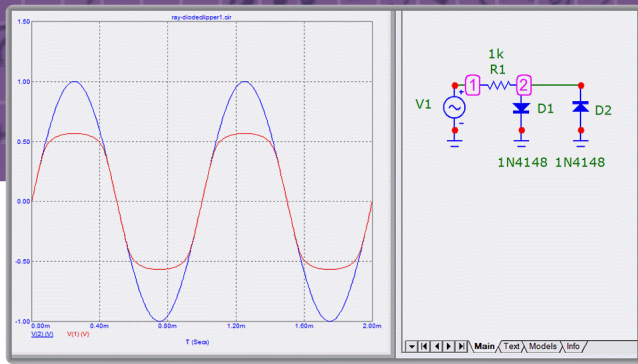 ray-diodeclipper1.cir
1.50
1.00
0.50
0.00
-0.50
-1.00
0.00m 0.40m 0.80m 1.20m 1.60m 2.00m
V(2) (V) V(1) (V)
T (Secs)
1k
R1
1 2
V1
+
-
D1
D2
1N4148 1N4148
Main Text Models Info